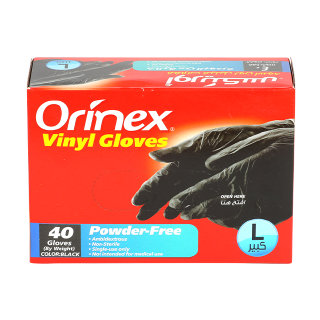 Orinex®
Vinyl Gloves
OPEN HERE
افتح هنا
40
Gloves
(By Weight)
COLOR:BLACK
Powder-Free
• Ambidextrous
• Non-Sterile
• Single-use only
• Not intended for medical use
L
كبير